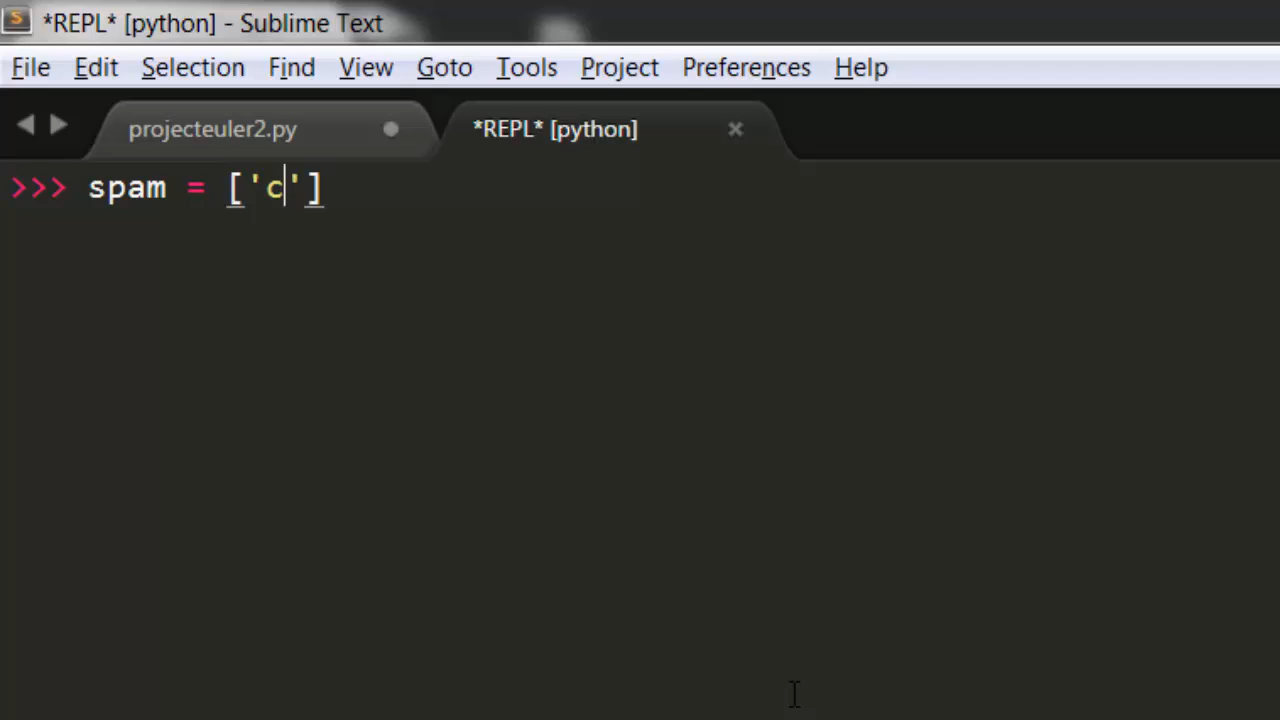 *REPL* [python] - Sublime Text
File Edit Selection Find View Goto Tools Project Preferences Help
projecteuler2.py *REPL* [python]
>>> spam = ['c']